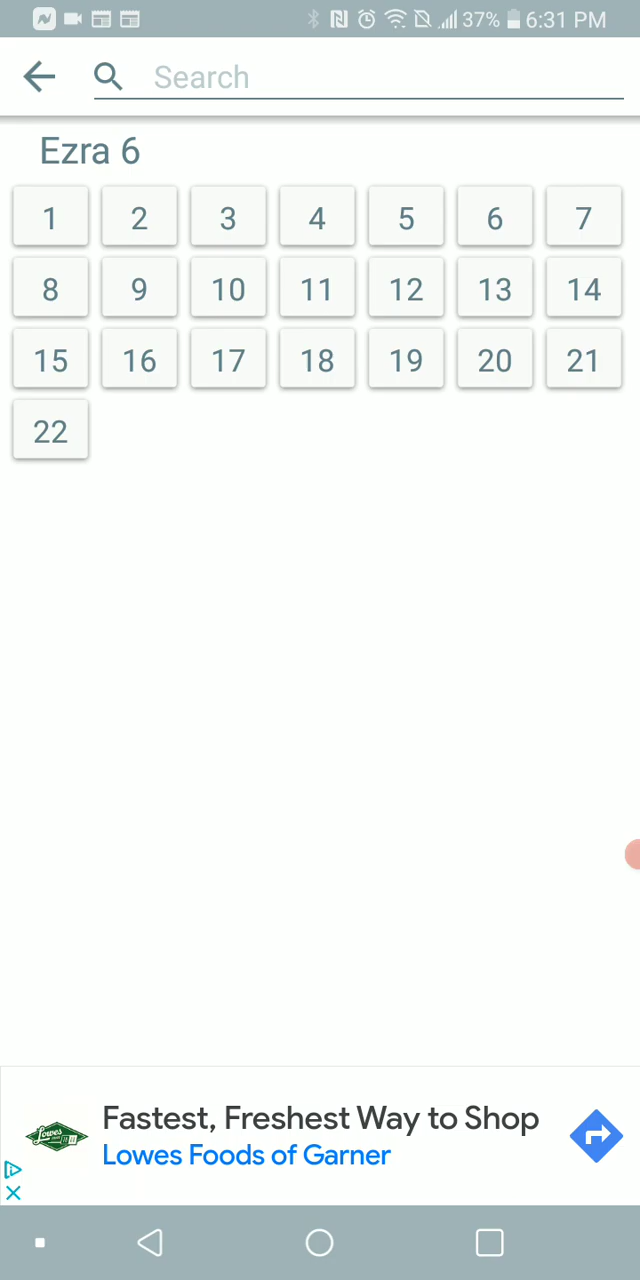 37% 6:31 PM
Search
Ezra 6
1 2 3 4 5 6 7
8 9 10 11 12 13 14
15 16 17 18 19 20 21
22
Lowes
Fastest, Freshest Way to Shop
Lowes Foods of Garner